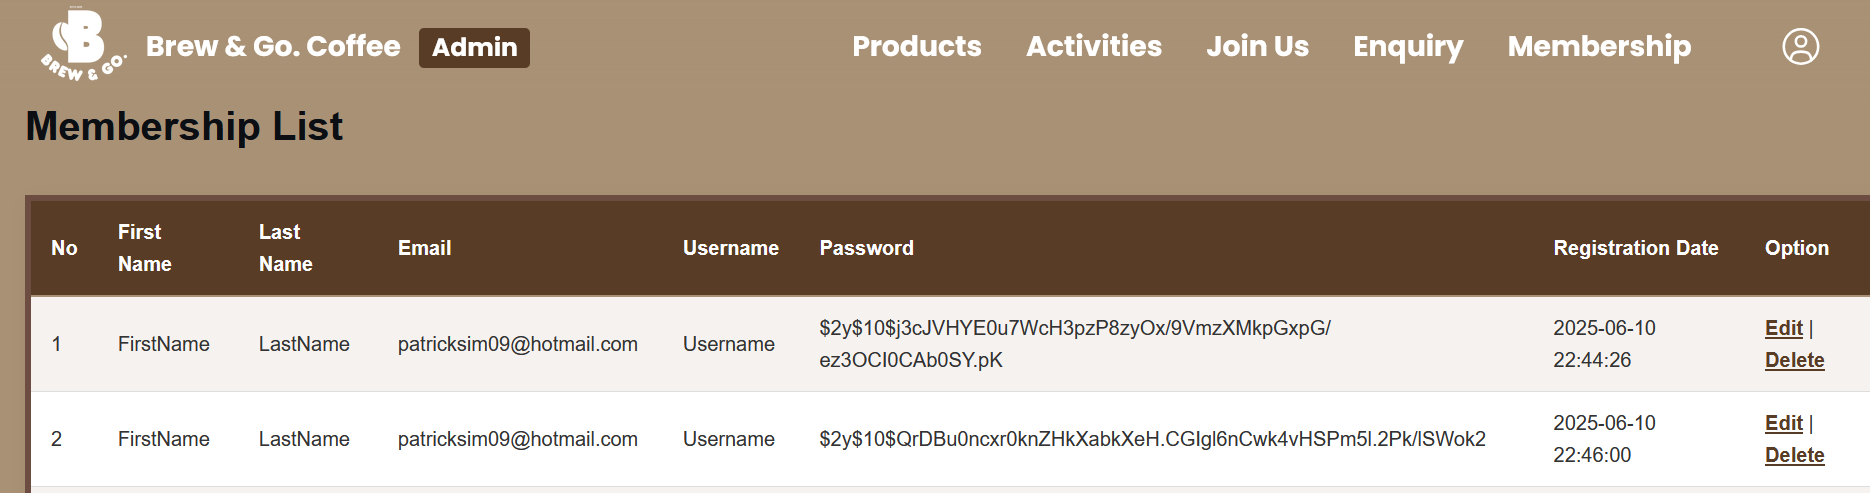 B
BREW & GO.
Brew & Go. Coffee Admin Products Activities Join Us Enquiry Membership
Membership List
No First Name Last Name Email Username Password Registration Date Option
1 FirstName LastName patricksim09@hotmail.com Username $2y$10$j3cJVHYE0u7WcH3pzP8zyOx/9VmzXMkpGxpG/ 2025-06-10 Edit |
ez3OCI0CAb0SY.pK 22:44:26 Delete
2 FirstName LastName patricksim09@hotmail.com Username $2y$10$QrDBu0ncxr0knZHkXabkXeH.CGIgl6nCwk4vHSPm5l.2Pk/lSWok2 2025-06-10 Edit |
22:46:00 Delete